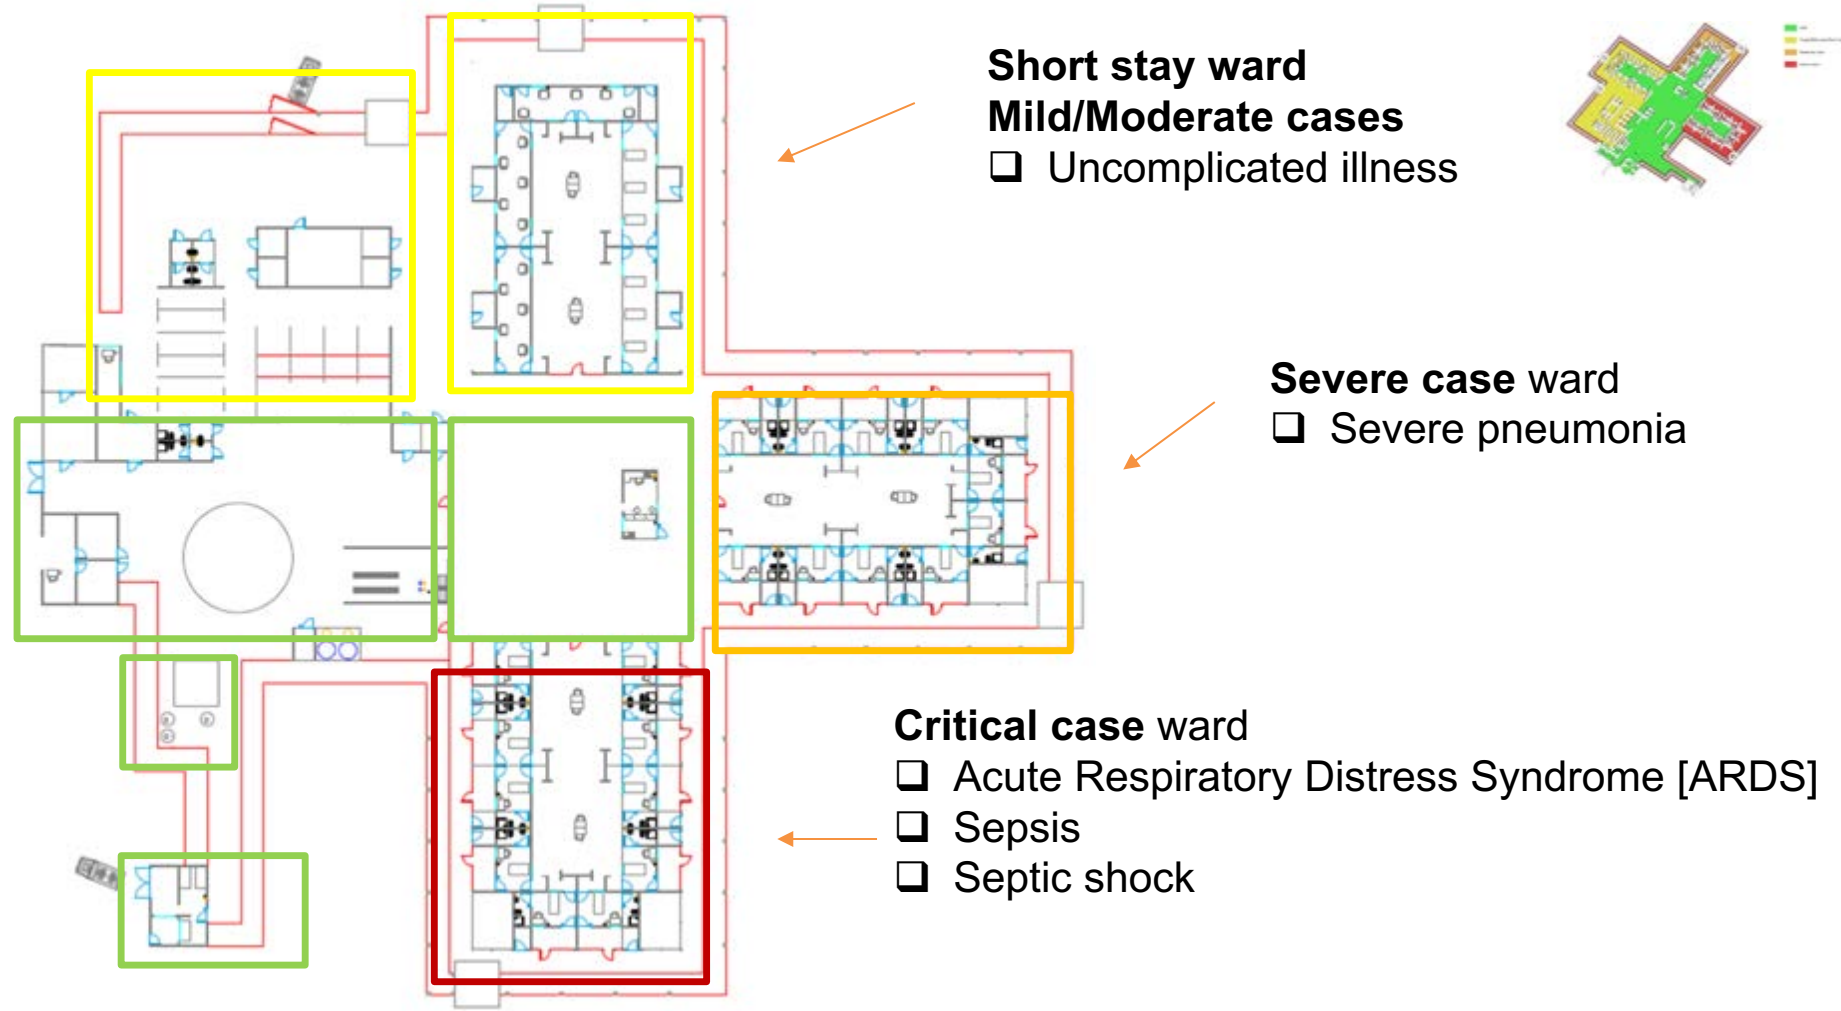 Short stay ward
Mild/Moderate cases
❑ Uncomplicated illness
Severe case ward
❑ Severe pneumonia
Critical case ward
❑ Acute Respiratory Distress Syndrome [ARDS]
❑ Sepsis
❑ Septic shock